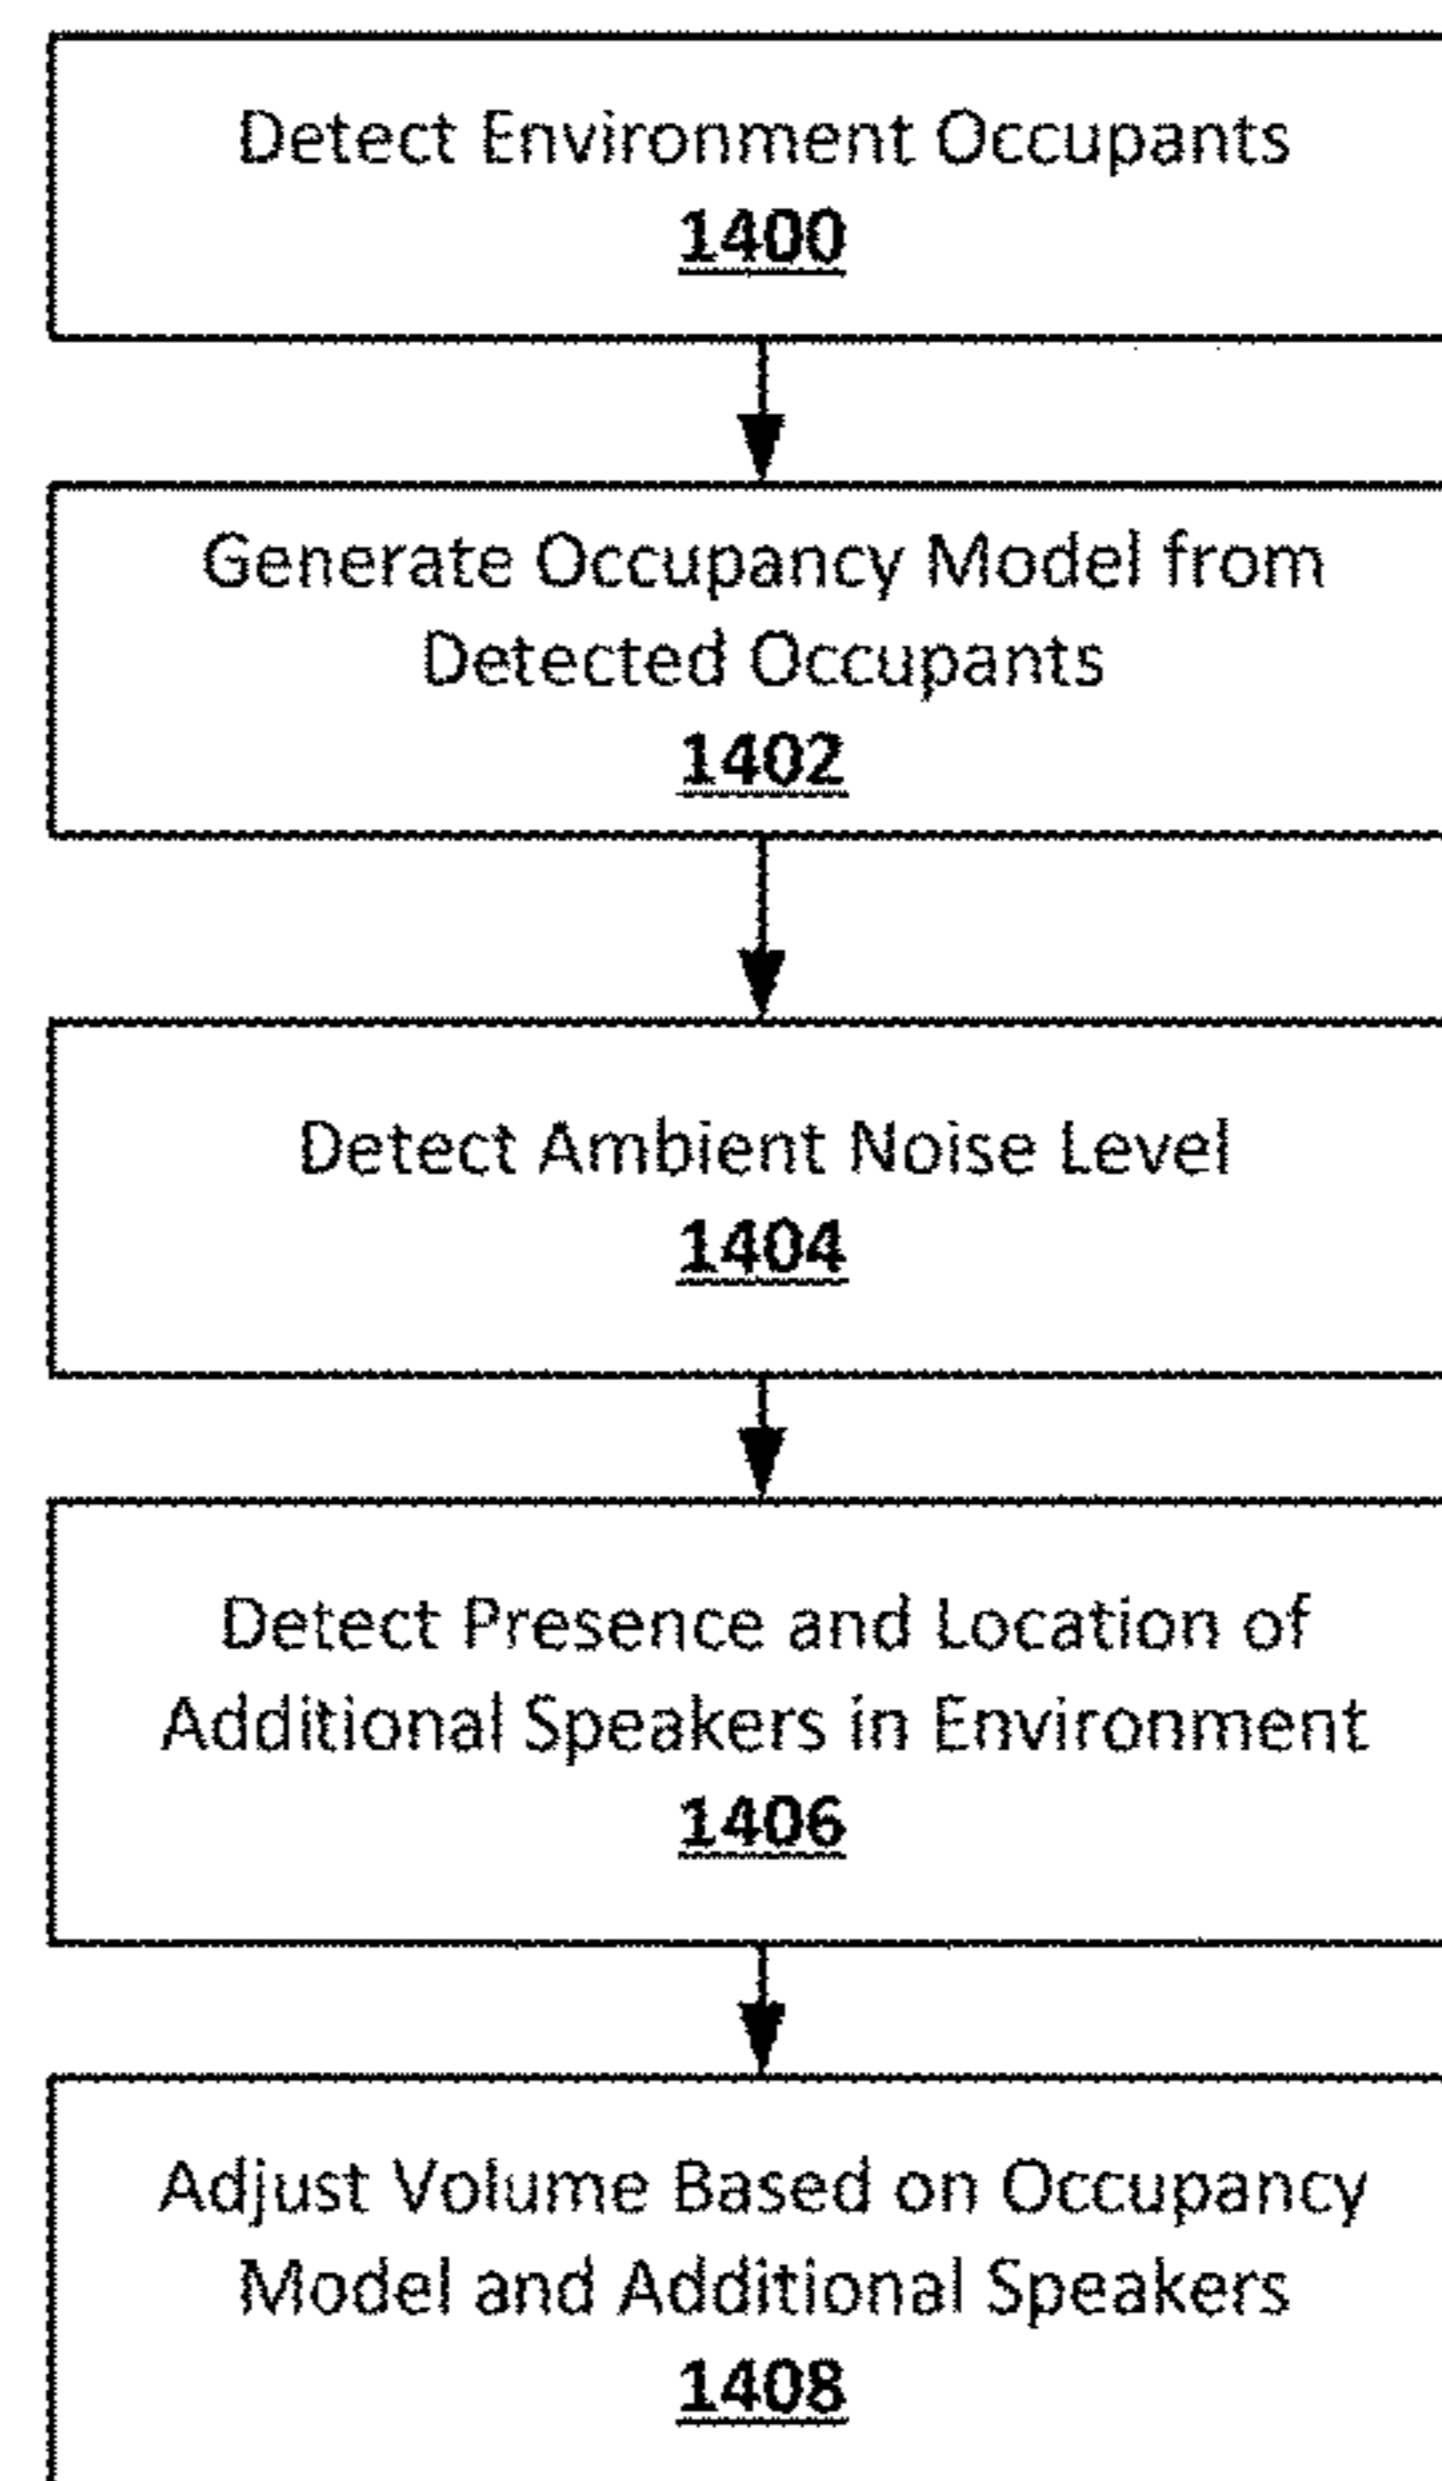 Detect Environment Occupants
1400
Generate Occupancy Model from
Detected Occupants
1402
Detect Ambient Noise Level
1404
Detect Presence and Location of
Additional Speakers in Environment
1406
Adjust Volume Based on Occupancy
Model and Additional Speakers
1408